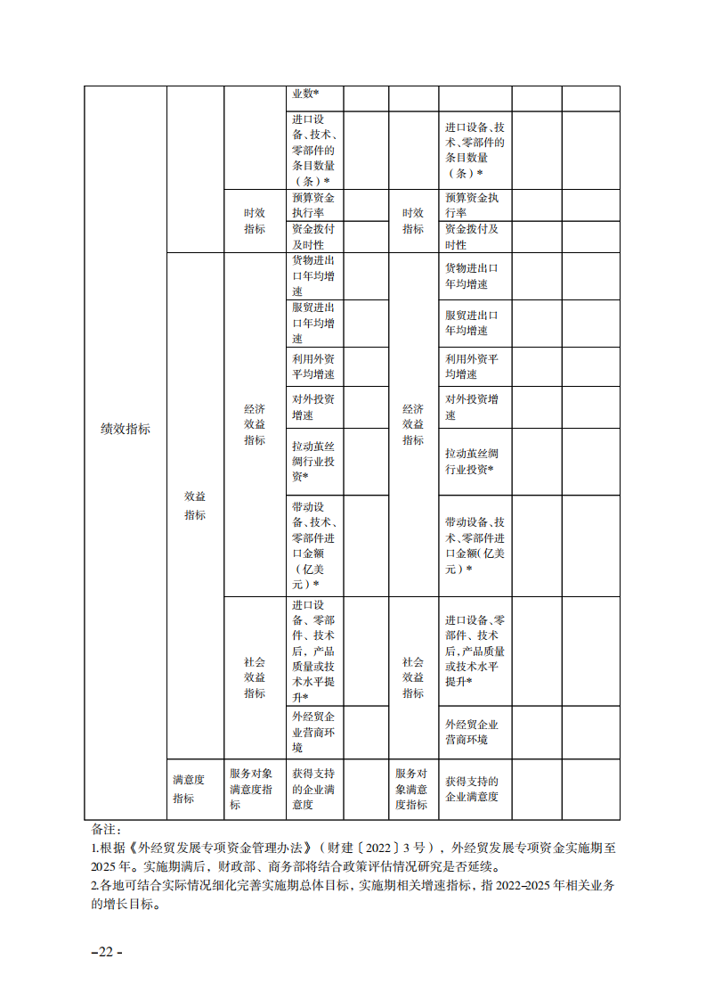 业数*
进口设
备、技术、
零部件的
条目数量
（条）*
进口设备、技
术、零部件的
条目数量
（条）*
时效
指标
预算资金
执行率
时效
指标
预算资金执
行率
资金拨付
及时性
资金拨付及
时性
绩效指标
效益
指标
经济
效益
指标
货物进出
口年均增
速
经济
效益
指标
货物进出口
年均增速
服贸进出
口年均增
速
服贸进出口
年均增速
利用外资
平均增速
利用外资平
均增速
对外投资
增速
对外投资增
速
拉动茧丝
绸行业投
资*
拉动茧丝绸
行业投资*
带动设
备、技术、
零部件进
口金额
（亿美
元）*
带动设备、技
术、零部件进
口金额（亿美
元）*
社会
效益
指标
进口设
备、零部
件、技术
后，产品
质量或技
术水平提
升*
社会
效益
指标
进口设备、零
部件、技术
后，产品质量
或技术水平
提升*
外经贸企
业营商环
境
外经贸企业
营商环境
满意度
指标
服务对象
满意度指
标
获得支持
的企业满
意度
服务对
象满意
度指标
获得支持的
企业满意度
备注：
1.根据《外经贸发展专项资金管理办法》（财建〔2022〕3号），外经贸发展专项资金实施期至
2025年。实施期满后，财政部、商务部将结合政策评估情况研究是否延续。
2.各地可结合实际情况细化完善实施期总体目标，实施期相关增速指标，指2022-2025年相关业务
的增长目标。
-22 -